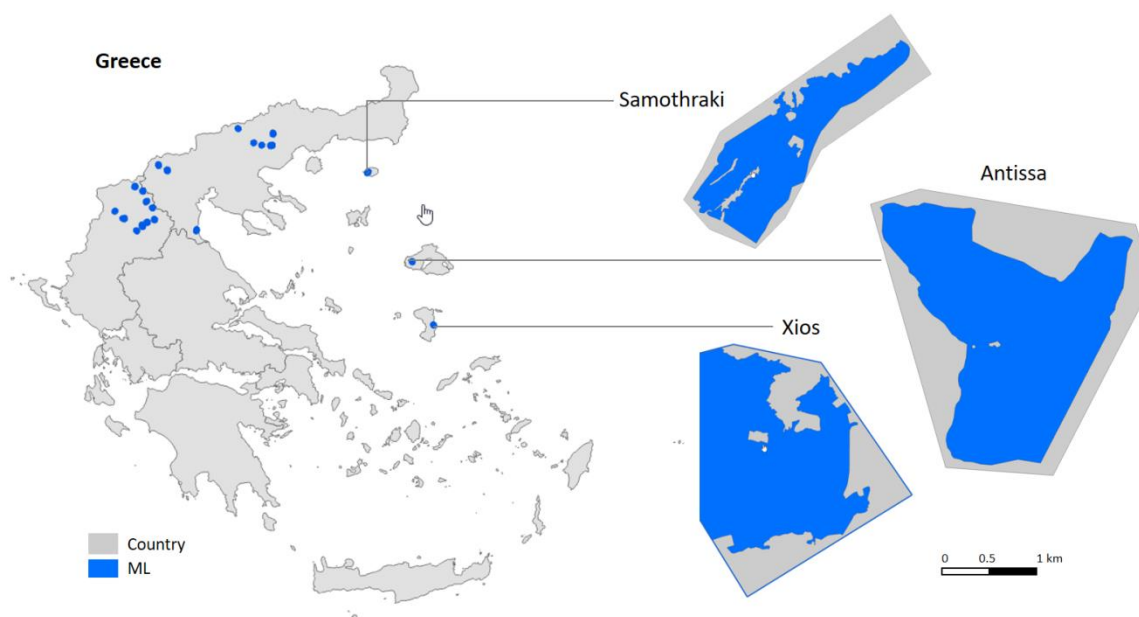 Greece
Samothraki
Antissa
Xios
Country
ML
0 0.5 1 km